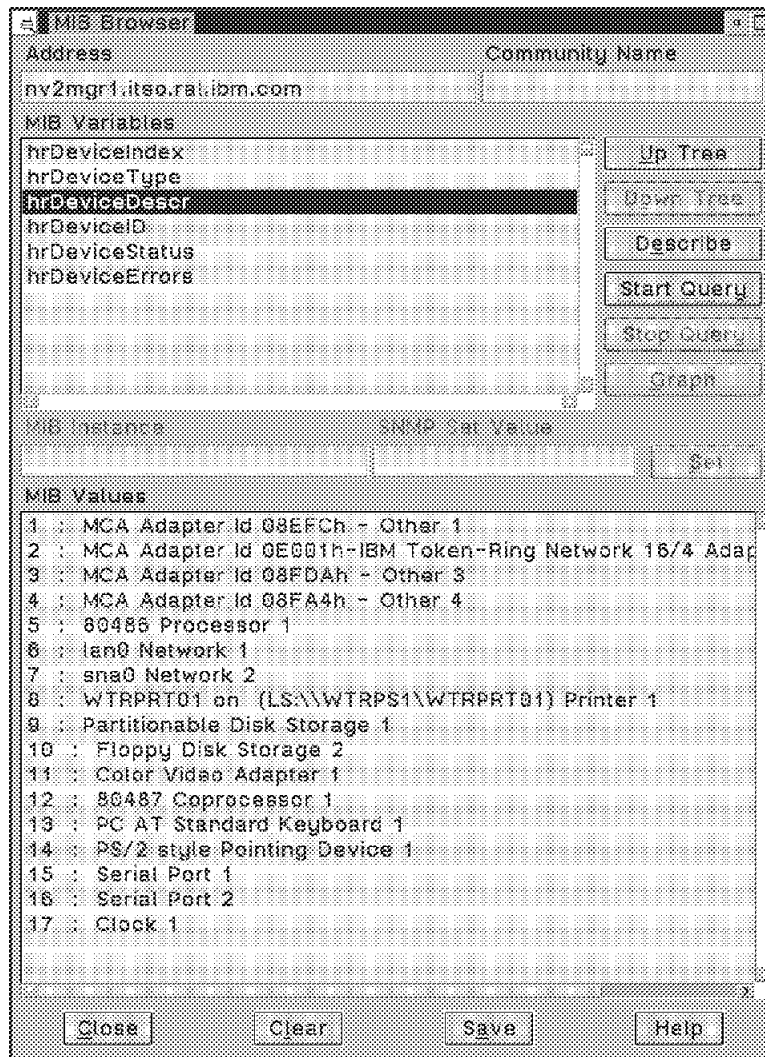 MIB Browser
Address Community Name
nv2mgr1.itso.ral.ibm.com
MIB Variables
hrDeviceIndex
hrDeviceType
hrDeviceDescr
hrDeviceID
hrDeviceStatus
hrDeviceErrors
Up Tree
Down Tree
Describe
Start Query
Stop Query
Graph
MIB Instance SNMP Set Value
Set
MIB Values
1 : MCA Adapter Id 08EFCh - Other 1
2 : MCA Adapter Id 0E001h-IBM Token-Ring Network 16/4 Adap
3 : MCA Adapter Id 08FDAh - Other 3
4 : MCA Adapter Id 08FA4h - Other 4
5 : 80486 Processor 1
6 : lan0 Network 1
7 : sna0 Network 2
8 : WTRPRT01 on (LS:\\WTRPS1\WTRPRT01) Printer 1
9 : Partitionable Disk Storage 1
10 : Floppy Disk Storage 2
11 : Color Video Adapter 1
12 : 80487 Coprocessor 1
13 : PC AT Standard Keyboard 1
14 : PS/2 style Pointing Device 1
15 : Serial Port 1
16 : Serial Port 2
17 : Clock 1
Close Clear Save Help